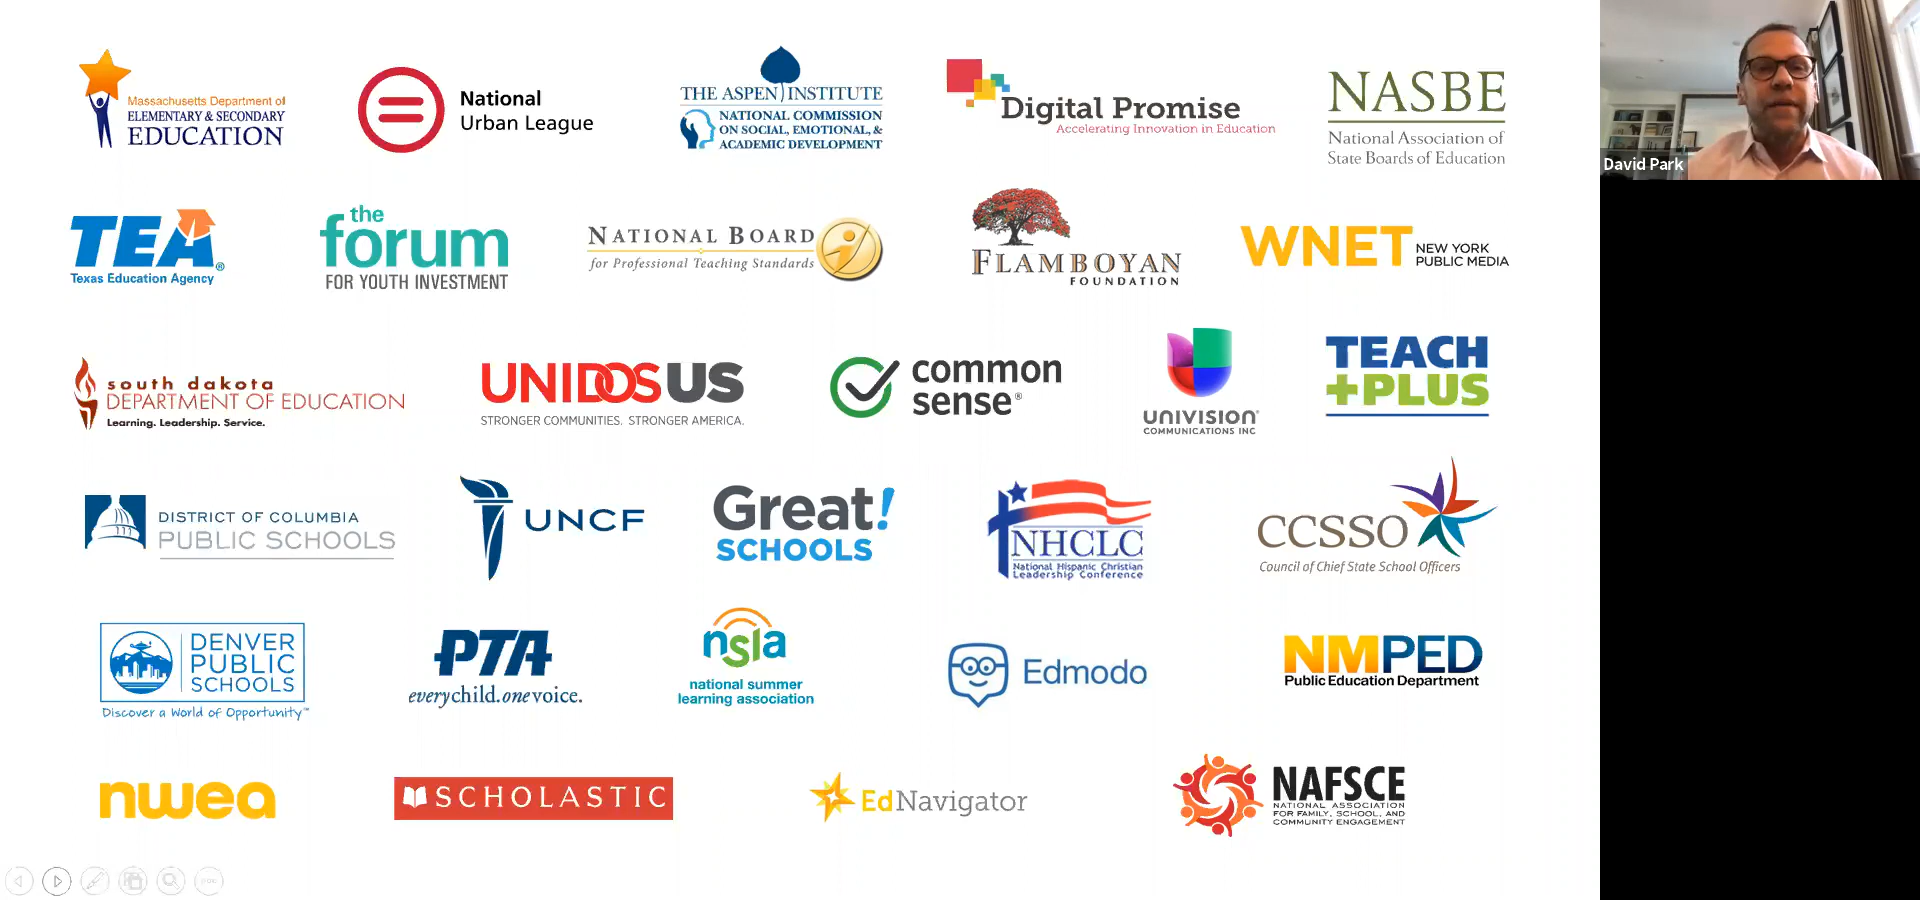 Massachusetts Department of
ELEMENTARY & SECONDARY
EDUCATION
National
Urban League
THE ASPEN INSTITUTE
NATIONAL COMMISSION
ON SOCIAL, EMOTIONAL, &
ACADEMIC DEVELOPMENT
Digital Promise
Accelerating Innovation in Education
NASBE
National Association of
State Boards of Education
David Park
TEA®
Texas Education Agency
the
forum
FOR YOUTH INVESTMENT
NATIONAL BOARD
for Professional Teaching Standards
FLAMBOYAN
FOUNDATION
WNET
NEW YORK
PUBLIC MEDIA
south dakota
DEPARTMENT OF EDUCATION
Learning. Leadership. Service.
UNIDOSUS
STRONGER COMMUNITIES. STRONGER AMERICA.
common
sense®
UNIVISION®
COMMUNICATIONS INC
TEACH
+PLUS
DISTRICT OF COLUMBIA
PUBLIC SCHOOLS
UNCF
Great!
SCHOOLS
NHCLC
National Hispanic Christian
Leadership Conference
CCSSO
Council of Chief State School Officers
DENVER
PUBLIC
SCHOOLS
Discover a World of Opportunity™
PTA
everychild.onevoice.
nsla
national summer
learning association
Edmodo
NMPED
Public Education Department
nwea
SCHOLASTIC
EdNavigator
NAFSCE
NATIONAL ASSOCIATION
FOR FAMILY, SCHOOL, AND
COMMUNITY ENGAGEMENT